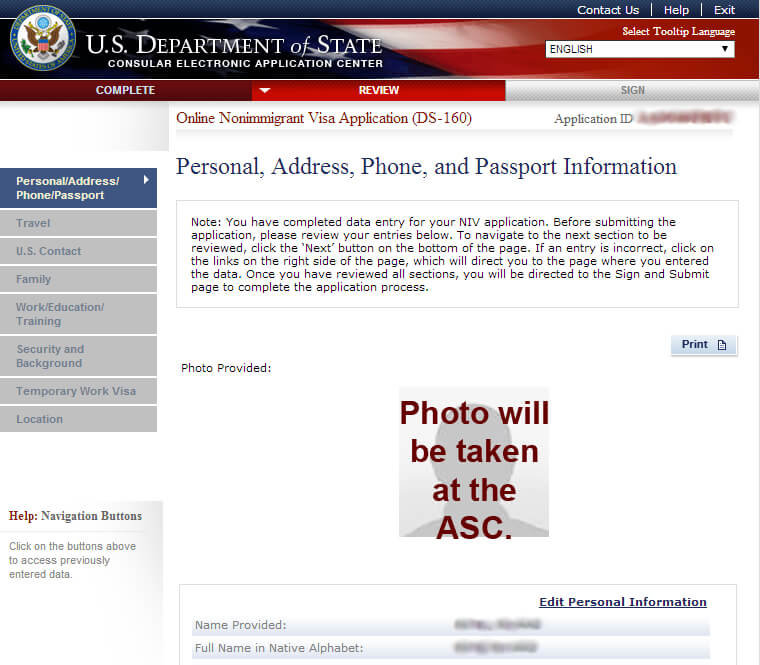 Contact Us | Help | Exit
Select Tooltip Language
ENGLISH
U.S. DEPARTMENT of STATE
CONSULAR ELECTRONIC APPLICATION CENTER
COMPLETE
REVIEW
SIGN
Online Nonimmigrant Visa Application (DS-160)
Application ID
Personal, Address, Phone, and Passport Information
Personal/Address/
Phone/Passport
Travel
U.S. Contact
Family
Work/Education/
Training
Security and
Background
Temporary Work Visa
Location
Note: You have completed data entry for your NIV application. Before submitting the
application, please review your entries below. To navigate to the next section to be
reviewed, click the ‘Next’ button on the bottom of the page. If an entry is incorrect, click on
the links on the right side of the page, which will direct you to the page where you entered
the data. Once you have reviewed all sections, you will be directed to the Sign and Submit
page to complete the application process.
Print
Photo Provided:
Photo will
be taken
at the
ASC.
Help: Navigation Buttons
Click on the buttons above
to access previously
entered data.
Edit Personal Information
Name Provided:
Full Name in Native Alphabet: